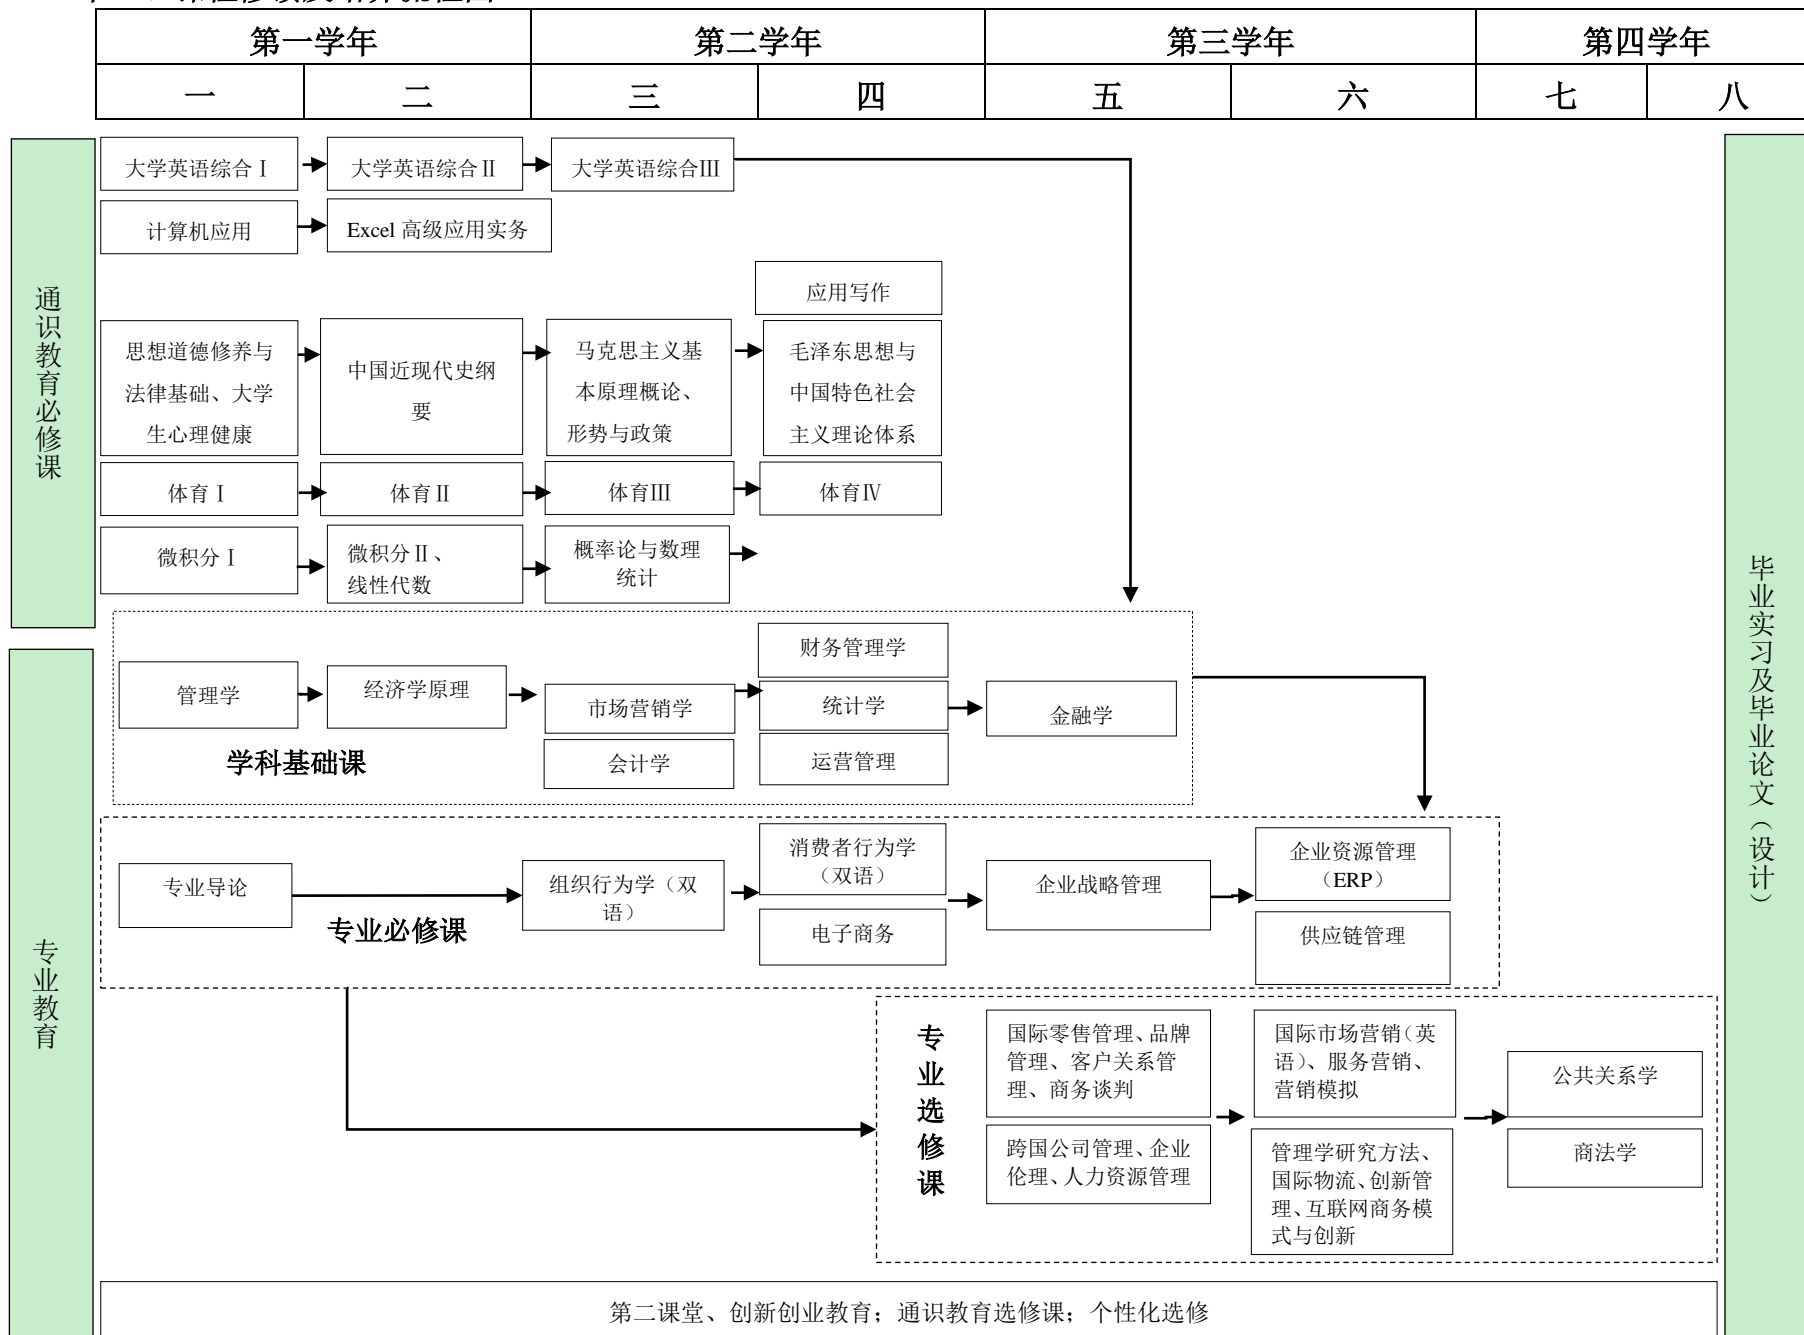 第一学年
第二学年
第三学年
第四学年
一
二
三
四
五
六
七
八
通识教育必修课
大学英语综合Ⅰ
大学英语综合Ⅱ
大学英语综合Ⅲ
计算机应用
Excel 高级应用实务
应用写作
思想道德修养与
法律基础、大学
生心理健康
中国近现代史纲
要
马克思主义基
本原理概论、
形势与政策
毛泽东思想与
中国特色社会
主义理论体系
体育Ⅰ
体育Ⅱ
体育Ⅲ
体育Ⅳ
微积分Ⅰ
微积分Ⅱ、
线性代数
概率论与数理
统计
专业教育
管理学
经济学原理
市场营销学
会计学
财务管理学
统计学
运营管理
金融学
学科基础课
专业导论
专业必修课
组织行为学（双
语）
消费者行为学
（双语）
电子商务
企业战略管理
企业资源管理
（ERP）
供应链管理
专业选修课
国际零售管理、品牌
管理、客户关系管
理、商务谈判
跨国公司管理、企业
伦理、人力资源管理
国际市场营销（英
语）、服务营销、
营销模拟
管理学研究方法、
国际物流、创新管
理、互联网商务模
式与创新
公共关系学
商法学
毕业实习及毕业论文（设计）
第二课堂、创新创业教育；通识教育选修课；个性化选修